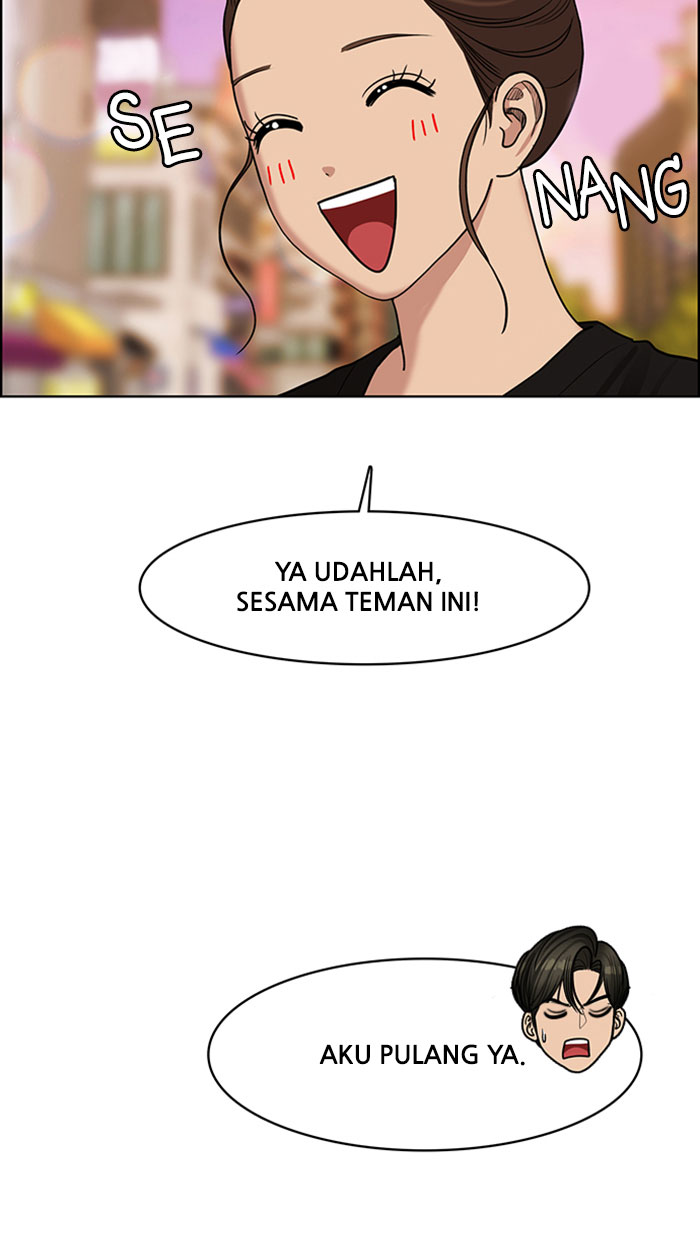 SE
NANG
YA UDAHLAH,
SESAMA TEMAN INI!
AKU PULANG YA.